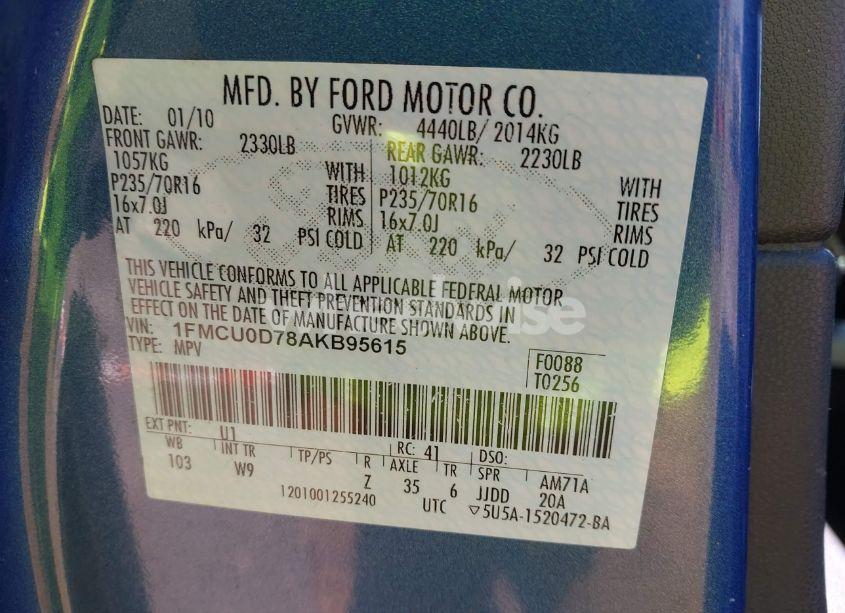 MFD. BY FORD MOTOR CO.
DATE: 01/10 GVWR: 4440LB/ 2014KG
FRONT GAWR: 2330LB REAR GAWR: 2230LB
1057KG WITH 1012KG WITH
P235/70R16 TIRES P235/70R16 TIRES
16x7.0J RIMS 16x7.0J RIMS
AT 220 kPa/ 32 PSI COLD AT 220 kPa/ 32 PSI COLD
THIS VEHICLE CONFORMS TO ALL APPLICABLE FEDERAL MOTOR
VEHICLE SAFETY AND THEFT PREVENTION STANDARDS IN
EFFECT ON THE DATE OF MANUFACTURE SHOWN ABOVE.
VIN: 1FMCU0D78AKB95615
TYPE: MPV
F0088
T0256
EXT PNT: U1 RC: 41 DSO:
WB INT TR TP/PS R AXLE TR SPR AM71A
103 W9 Z 35 6 JJDD 20A
1201001255240 UTC ▽5U5A-1520472-BA